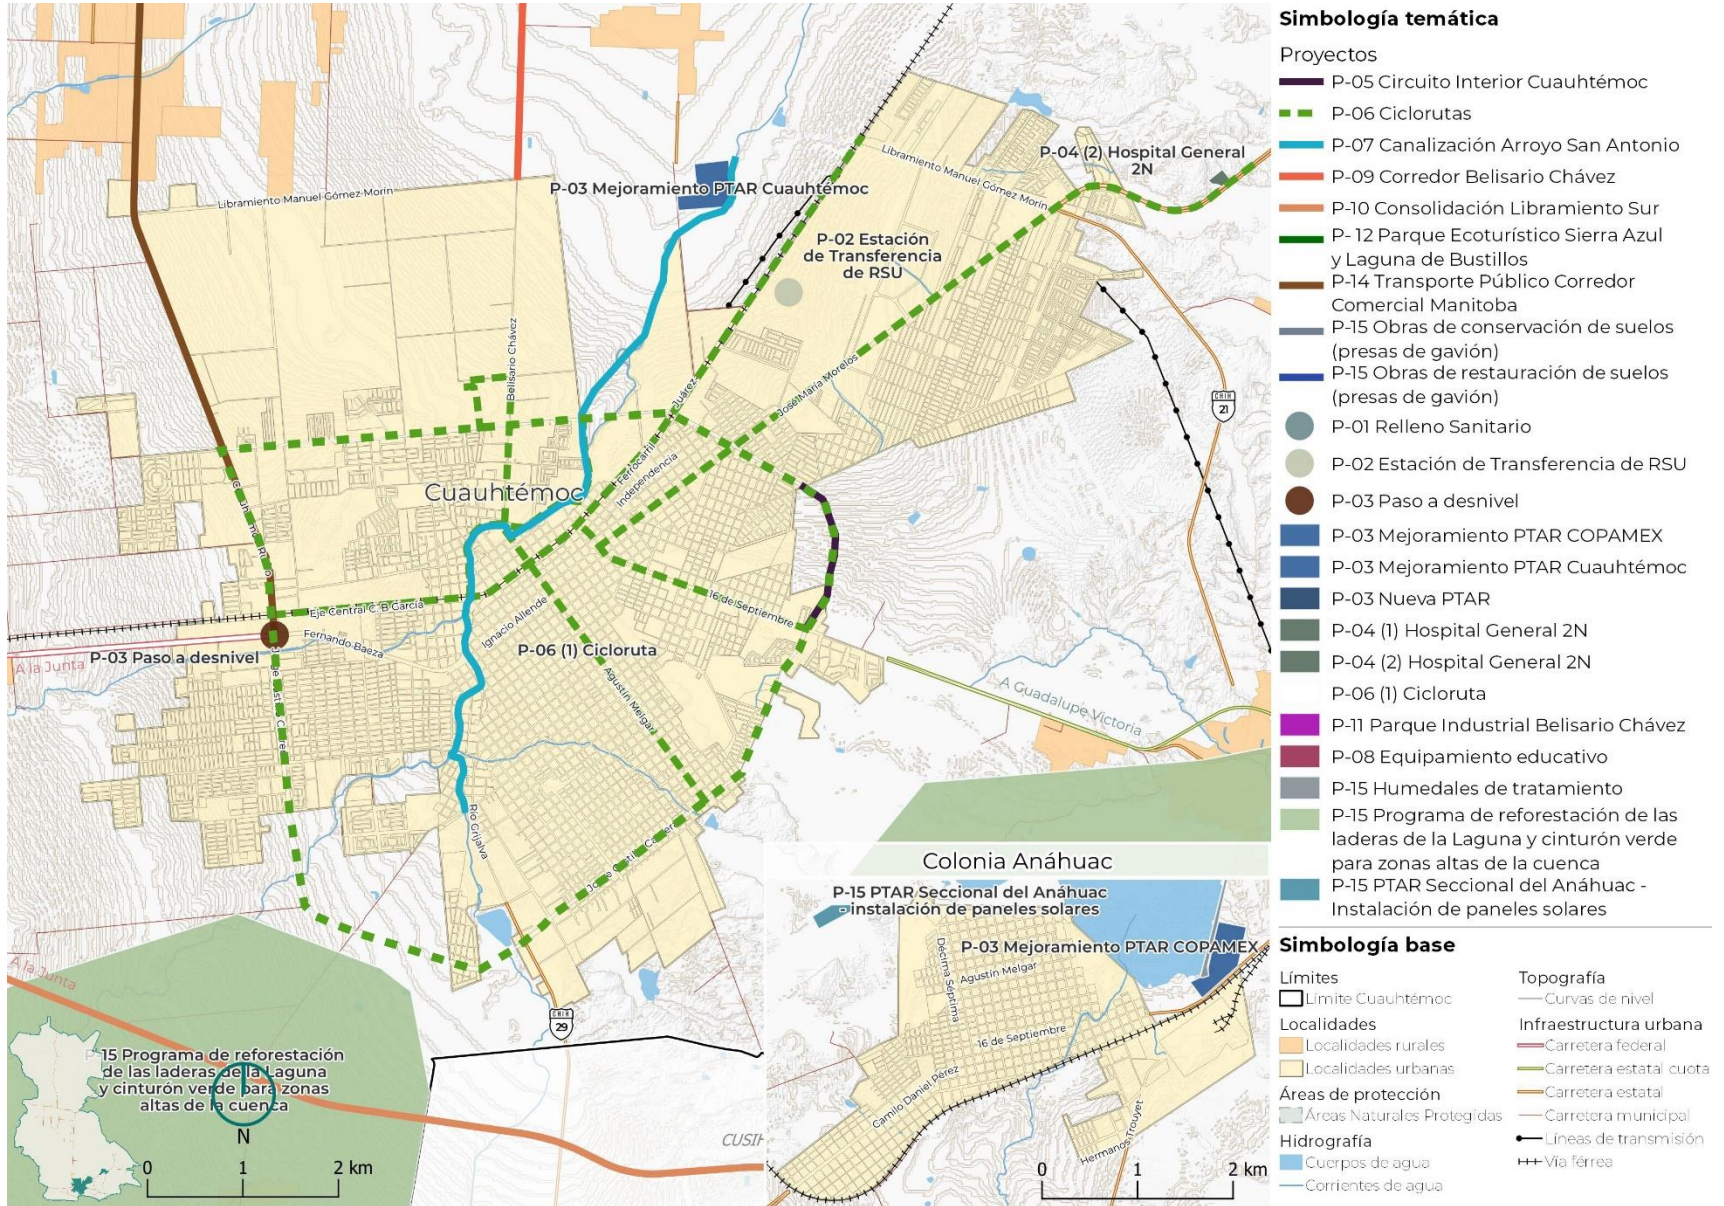 Libramiento Manuel Gómez Morín
P-03 Mejoramiento PTAR Cuauhtémoc
Libramiento Manuel Gómez Morín
P-04 (2) Hospital General
2N
P-02 Estación
de Transferencia
de RSU
Belisario Chávez
Juárez
José María Morelos
CHIH
21
Ferrocarril
Independencia
Cuauhtémoc
16 de Septiembre
Eje Central C. B García
Ignacio Allende
Fernando Baeza
A la Junta
P-03 Paso a desnivel
P-06 (1) Cicloruta
Agustín Melgar
A Guadalupe Victoria
Río Grijalva
A la Junta
CHIH
29
P-15 Programa de reforestación
de las laderas de la Laguna
y cinturón verde para zonas
altas de la cuenca
N
0 1 2 km
CUSIH
Colonia Anáhuac
P-15 PTAR Seccional del Anáhuac
- instalación de paneles solares
P-03 Mejoramiento PTAR COPAMEX
Décima Séptima
Agustín Melgar
16 de Septiembre
Camilo Daniel Pérez
Hermanos Trouyet
0 1 2 km
Simbología temática
Proyectos
P-05 Circuito Interior Cuauhtémoc
P-06 Ciclorutas
P-07 Canalización Arroyo San Antonio
P-09 Corredor Belisario Chávez
P-10 Consolidación Libramiento Sur
P- 12 Parque Ecoturístico Sierra Azul
y Laguna de Bustillos
P-14 Transporte Público Corredor
Comercial Manitoba
P-15 Obras de conservación de suelos
(presas de gavión)
P-15 Obras de restauración de suelos
(presas de gavión)
P-01 Relleno Sanitario
P-02 Estación de Transferencia de RSU
P-03 Paso a desnivel
P-03 Mejoramiento PTAR COPAMEX
P-03 Mejoramiento PTAR Cuauhtémoc
P-03 Nueva PTAR
P-04 (1) Hospital General 2N
P-04 (2) Hospital General 2N
P-06 (1) Cicloruta
P-11 Parque Industrial Belisario Chávez
P-08 Equipamiento educativo
P-15 Humedales de tratamiento
P-15 Programa de reforestación de las
laderas de la Laguna y cinturón verde
para zonas altas de la cuenca
P-15 PTAR Seccional del Anáhuac -
Instalación de paneles solares
Simbología base
Límites
Límite Cuauhtémoc
Localidades
Localidades rurales
Localidades urbanas
Áreas de protección
Áreas Naturales Protegidas
Hidrografía
Cuerpos de agua
Corrientes de agua
Topografía
Curvas de nivel
Infraestructura urbana
Carretera federal
Carretera estatal cuota
Carretera estatal
Carretera municipal
Líneas de transmisión
Vía férrea